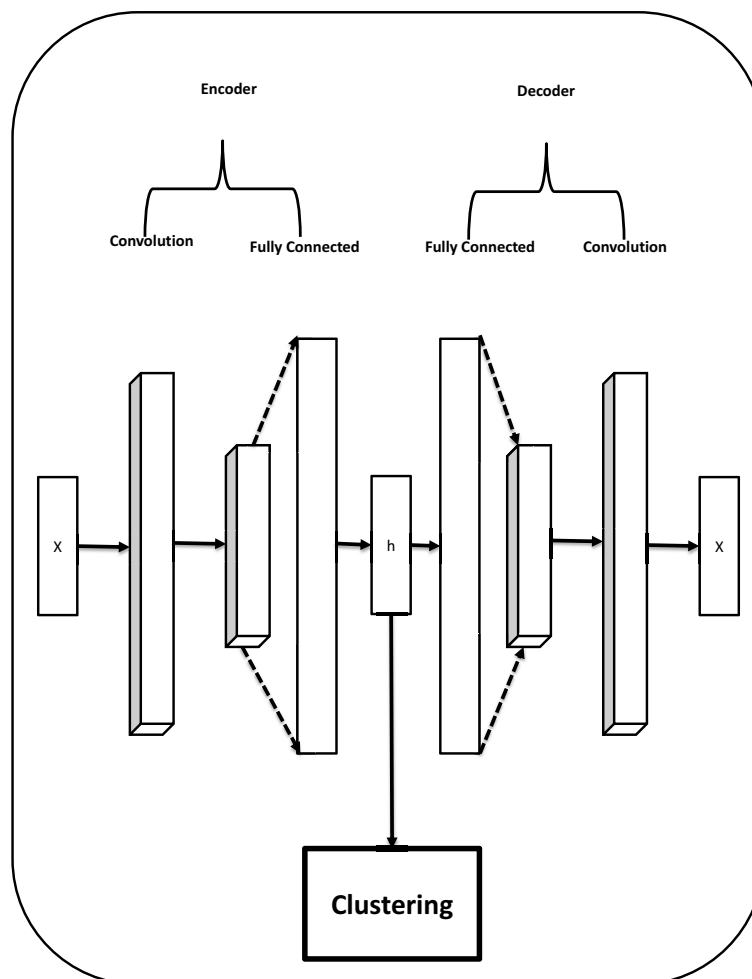 Encoder
Decoder
Convolution
Fully Connected
Fully Connected
Convolution
X
h
X
Clustering